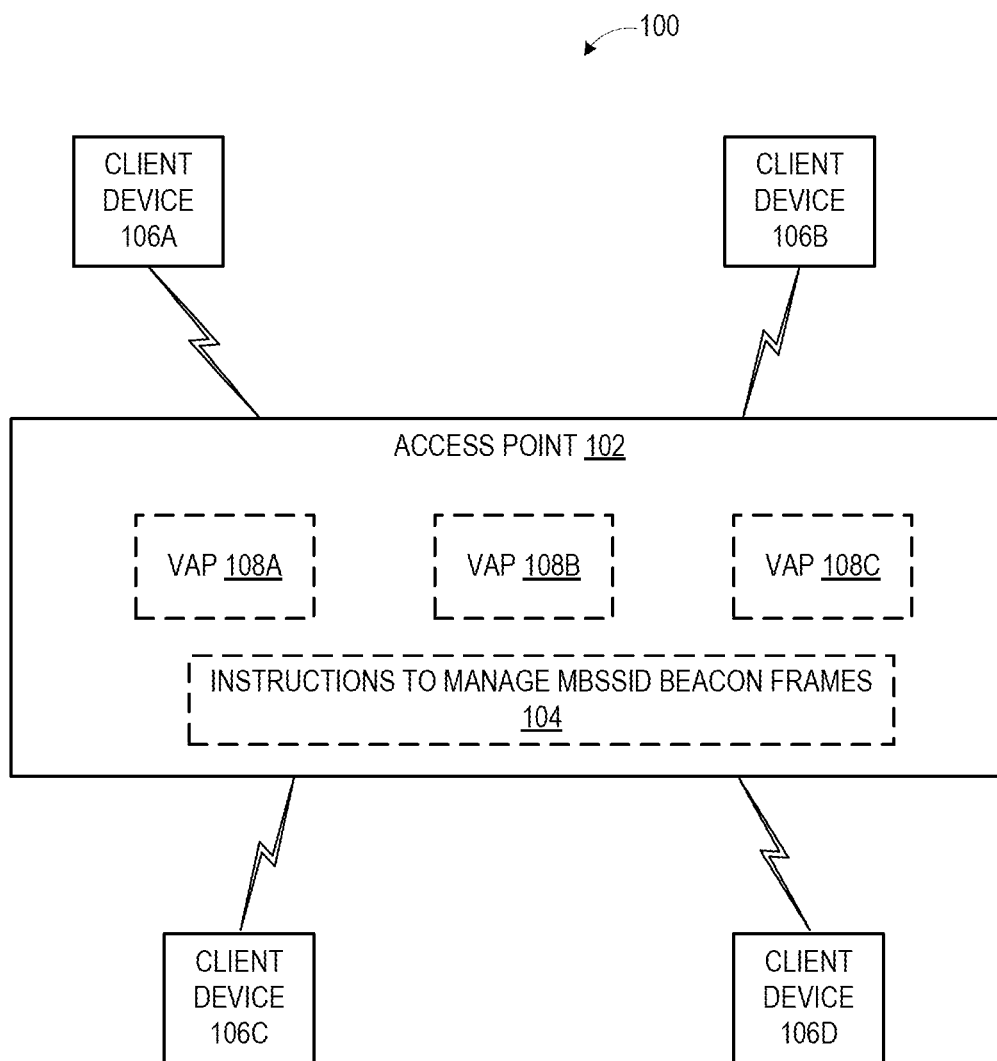 100
CLIENT
DEVICE
106A
CLIENT
DEVICE
106B
ACCESS POINT 102
VAP 108A
VAP 108B
VAP 108C
INSTRUCTIONS TO MANAGE MBSSID BEACON FRAMES
104
CLIENT
DEVICE
106C
CLIENT
DEVICE
106D